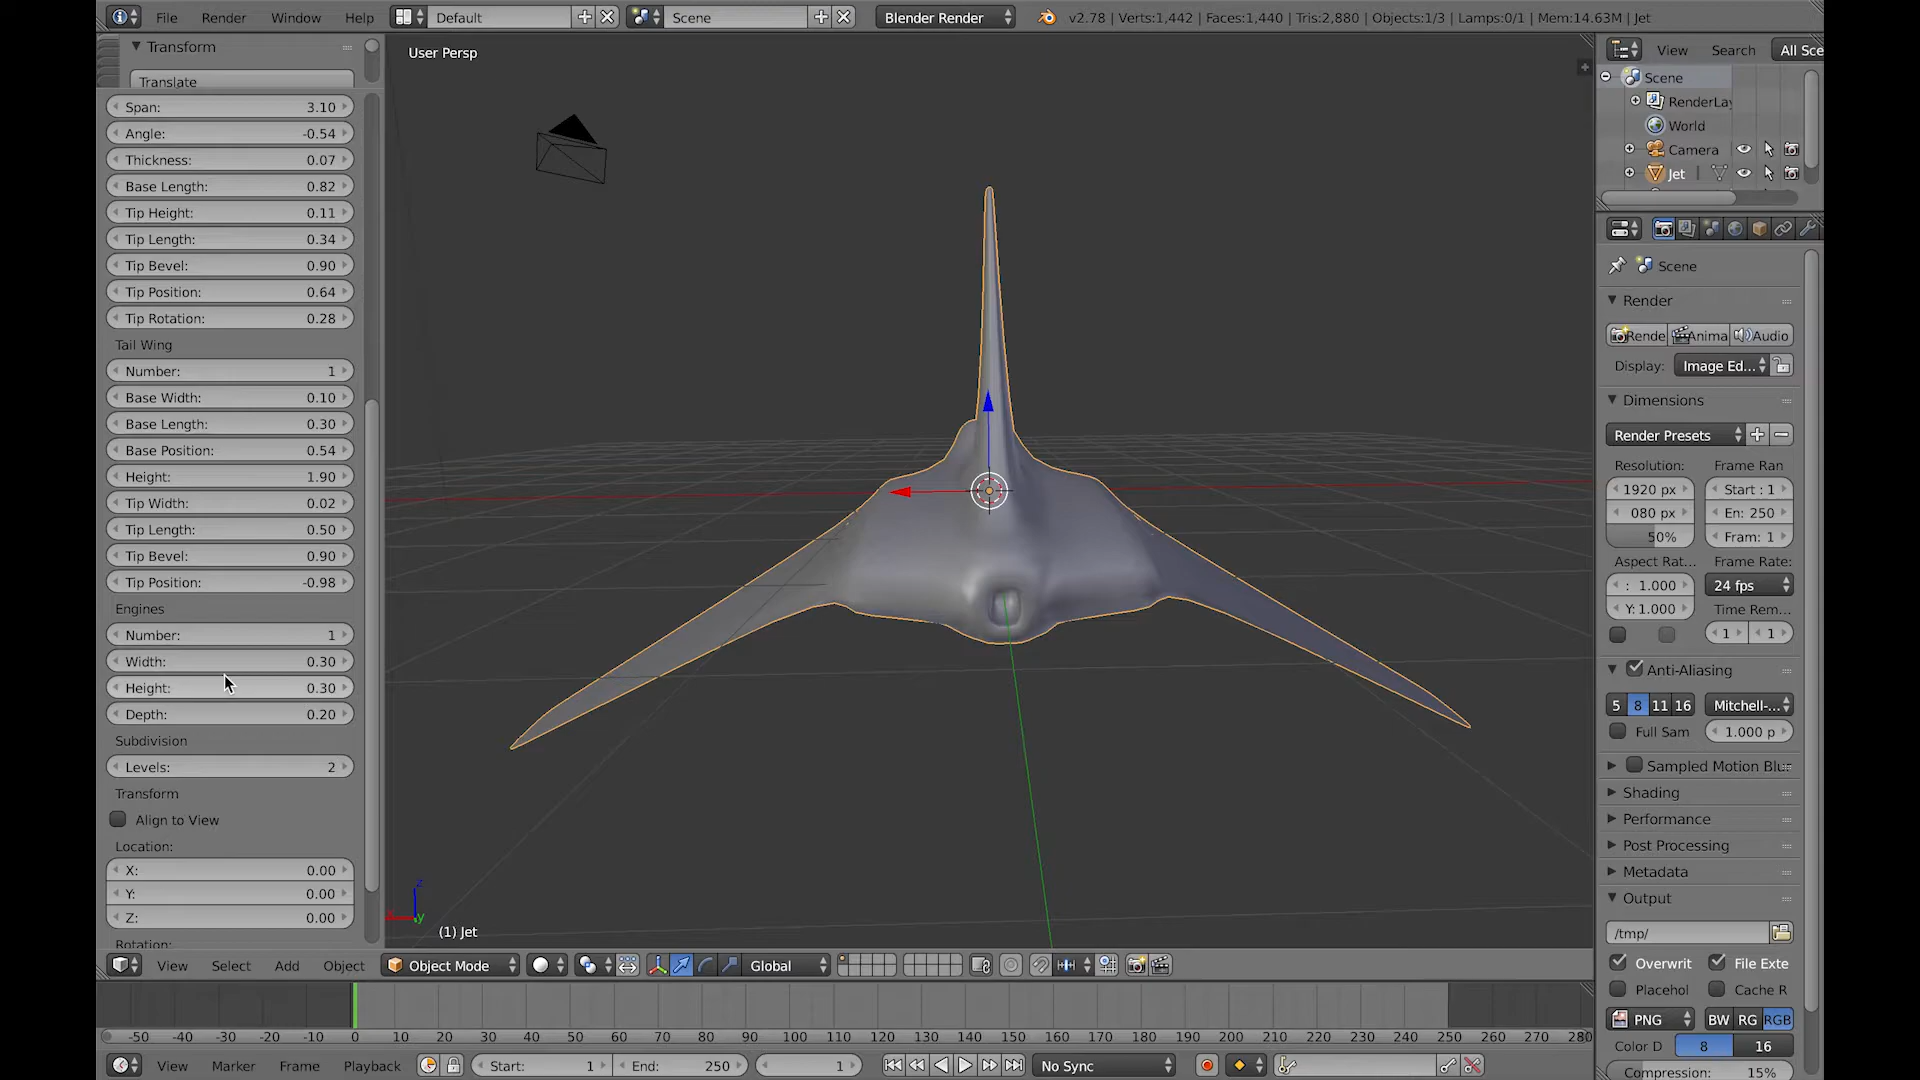 File Render Window Help Default Scene Blender Render v2.78 | Verts:1,442 | Faces:1,440 | Tris:2,880 | Objects:1/3 | Lamps:0/1 | Mem:14.63M | Jet
Transform
Translate
Span: 3.10
Angle: -0.54
Thickness: 0.07
Base Length: 0.82
Tip Height: 0.11
Tip Length: 0.34
Tip Bevel: 0.90
Tip Position: 0.64
Tip Rotation: 0.28
Tail Wing
Number: 1
Base Width: 0.10
Base Length: 0.30
Base Position: 0.54
Height: 1.90
Tip Width: 0.02
Tip Length: 0.50
Tip Bevel: 0.90
Tip Position: -0.98
Engines
Number: 1
Width: 0.30
Height: 0.30
Depth: 0.20
Subdivision
Levels: 2
Transform
Align to View
Location:
X: 0.00
Y: 0.00
Z: 0.00
Rotation:
User Persp
z
y
(1) Jet
View Select Add Object Object Mode Global
-50 -40 -30 -20 -10 0 10 20 30 40 50 60 70 80 90 100 110 120 130 140 150 160 170 180 190 200 210 220 230 240 250 260 270 280
View Marker Frame Playback Start: 1 End: 250 1 No Sync
View Search All Sce
Scene
RenderLay
World
Camera
Jet
Scene
Render
Rende Anima Audio
Display: Image Ed...
Dimensions
Render Presets
Resolution: Frame Ran
1920 px Start : 1
080 px En: 250
50% Fram: 1
Aspect Rat... Frame Rate:
: 1.000 24 fps
Y: 1.000 Time Rem...
1 1
Anti-Aliasing
5 8 11 16 Mitchell-...
Full Sam 1.000 p
Sampled Motion Blur
Shading
Performance
Post Processing
Metadata
Output
/tmp/
Overwrit File Exte
Placehol Cache R
PNG BW RG RGB
Color D 8 16
Compression: 15%